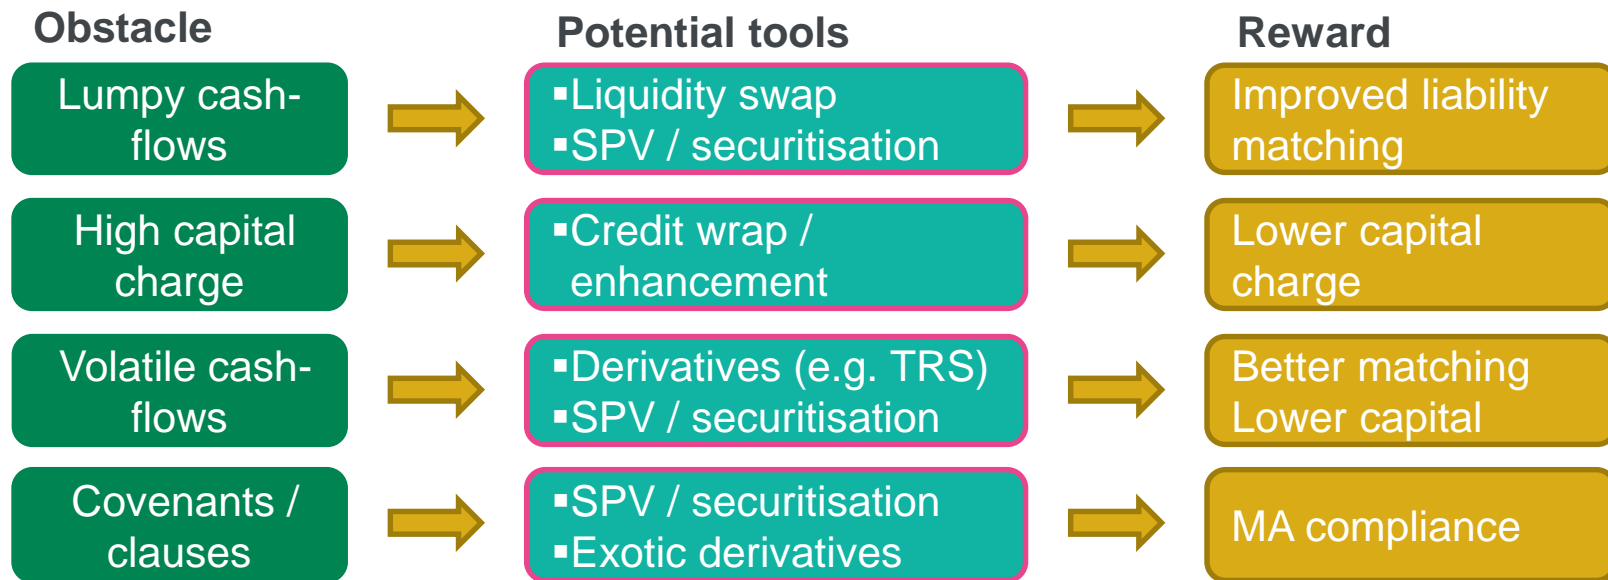 Obstacle
Potential tools
Reward
Lumpy cash-
flows
▪Liquidity swap
▪SPV / securitisation
Improved liability
matching
High capital
charge
▪Credit wrap /
enhancement
Lower capital
charge
Volatile cash-
flows
▪Derivatives (e.g. TRS)
▪SPV / securitisation
Better matching
Lower capital
Covenants /
clauses
▪SPV / securitisation
▪Exotic derivatives
MA compliance